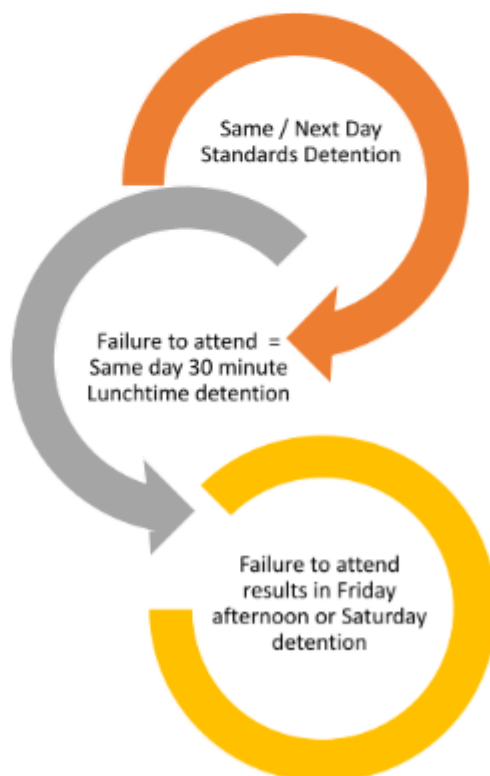 Same / Next Day
Standards Detention
Failure to attend =
Same day 30 minute
Lunchtime detention
Failure to attend
results in Friday
afternoon or Saturday
detention